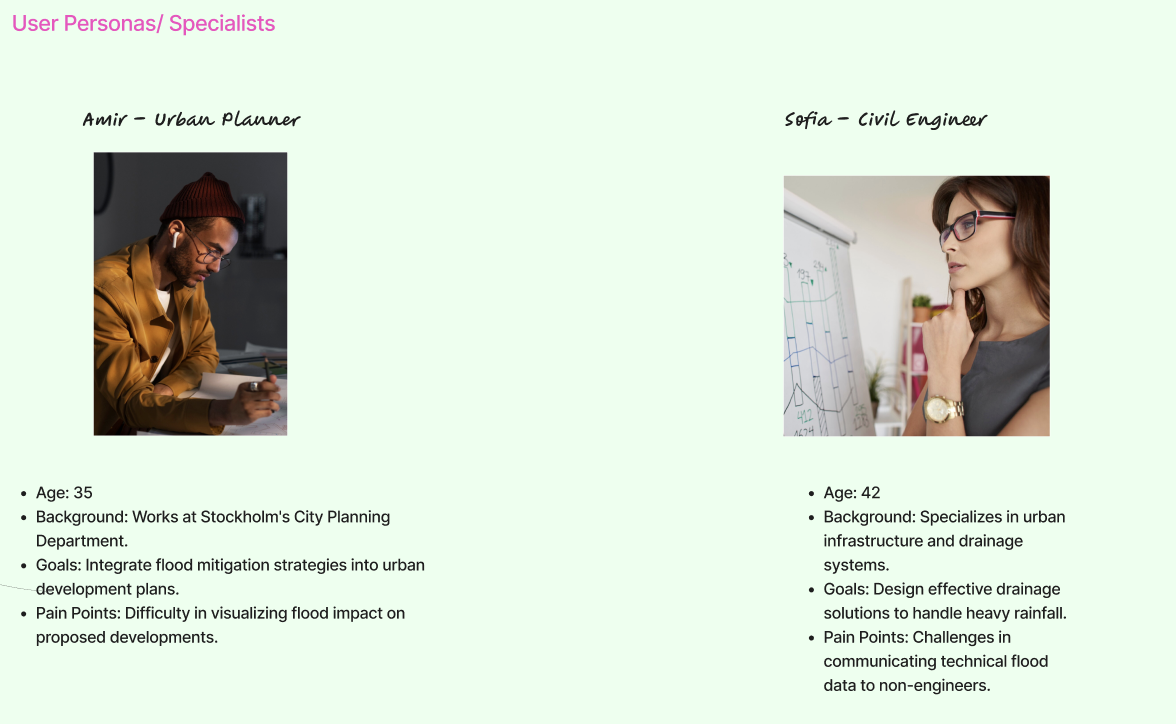 User Personas/ Specialists
Amir - Urban Planner
Age: 35
Background: Works at Stockholm's City Planning
Department.
Goals: Integrate flood mitigation strategies into urban
development plans.
Pain Points: Difficulty in visualizing flood impact on
proposed developments.
Sofia - Civil Engineer
412
Age: 42
Background: Specializes in urban
infrastructure and drainage
systems.
Goals: Design effective drainage
solutions to handle heavy rainfall.
Pain Points: Challenges in
communicating technical flood
data to non-engineers.